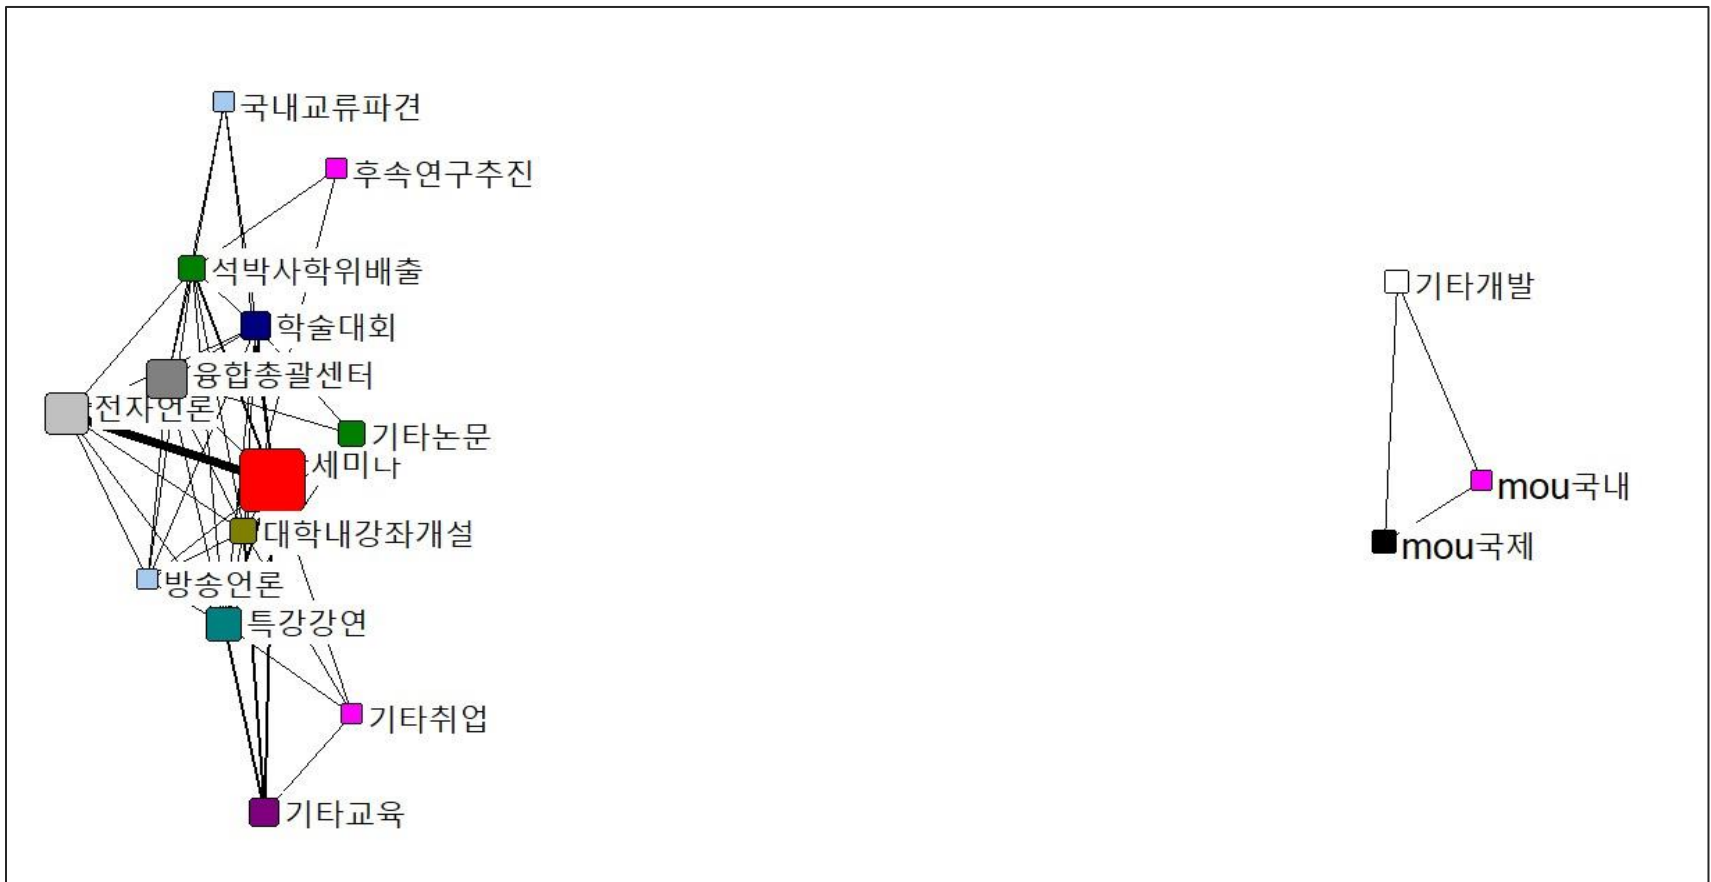 국내교류파견
후속연구추진
석박사학위배출
기타개발
학술대회
융합총괄센터
전자언론
기타논문
세미나
mou국내
대학내강좌개설
mou국제
방송언론
특강강연
기타취업
기타교육